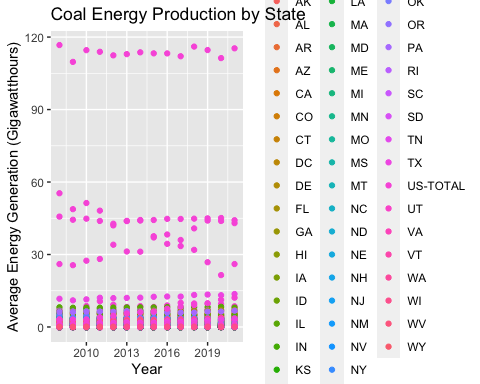 Coal Energy Production by State
Average Energy Generation (Gigawatthours)
120
90
60
30
0
2010 2013 2016 2019
Year
AK
AL
AR
AZ
CA
CO
CT
DC
DE
FL
GA
HI
IA
ID
IL
IN
KS
LA
MA
MD
ME
MI
MN
MO
MS
MT
NC
ND
NE
NH
NJ
NM
NV
NY
OK
OR
PA
RI
SC
SD
TN
TX
US-TOTAL
UT
VA
VT
WA
WI
WV
WY